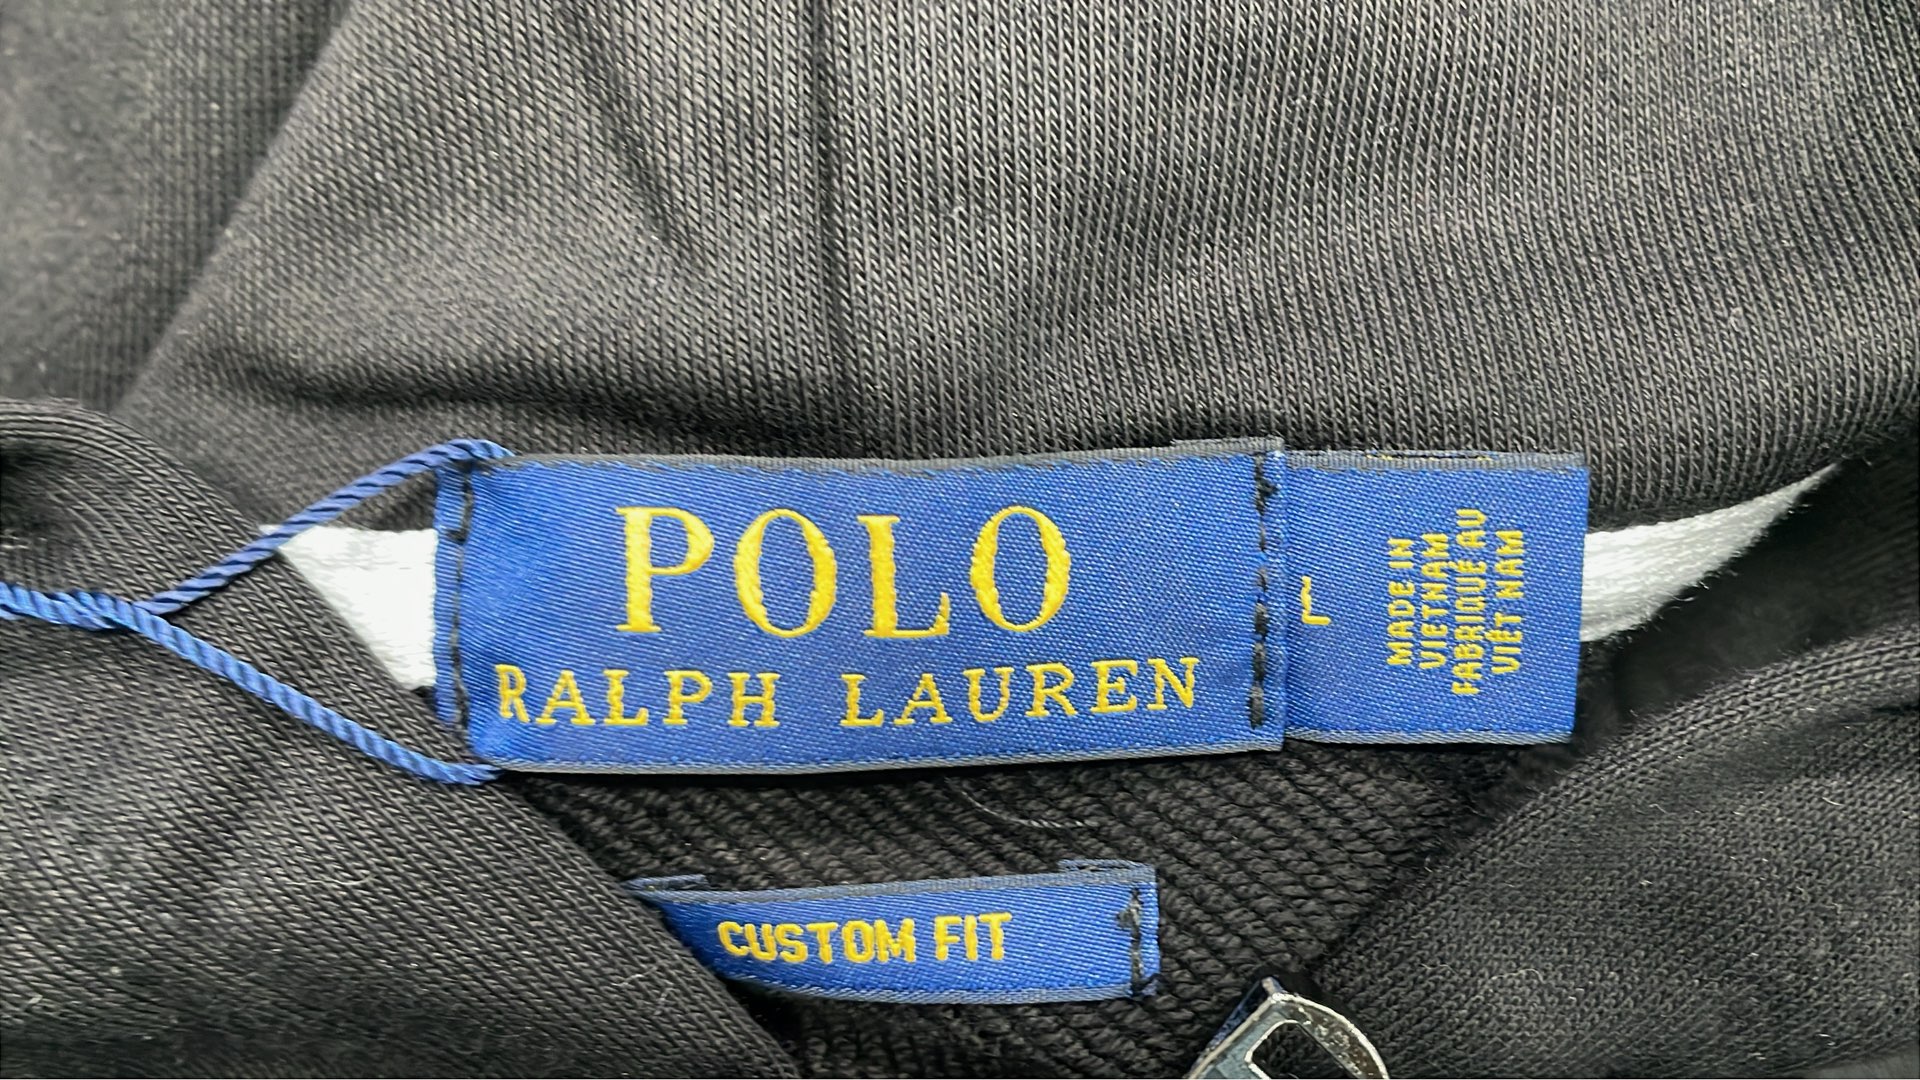 POLO
RALPH LAUREN
L
MADE IN
VIETNAM
FABRIQUÉ AU
VIÊT NAM
CUSTOM FIT